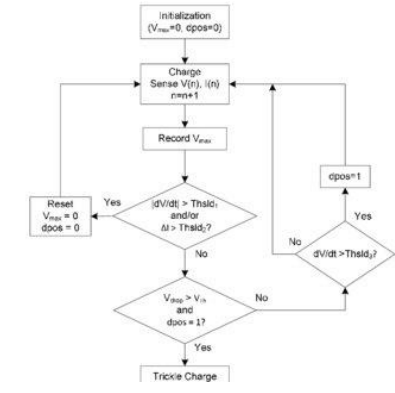 Initialization
(Vmax=0, dpos=0)
Charge
Sense V(n), I(n)
n=n+1
Record Vmax
|dV/dt| > Thsld1
and/or
ΔI > Thsld2?
Yes
Reset
Vmax = 0
dpos = 0
No
Vdrop > Vth
and
dpos = 1?
No
Yes
Trickle Charge
dpos=1
Yes
No
dV/dt >Thsld3?